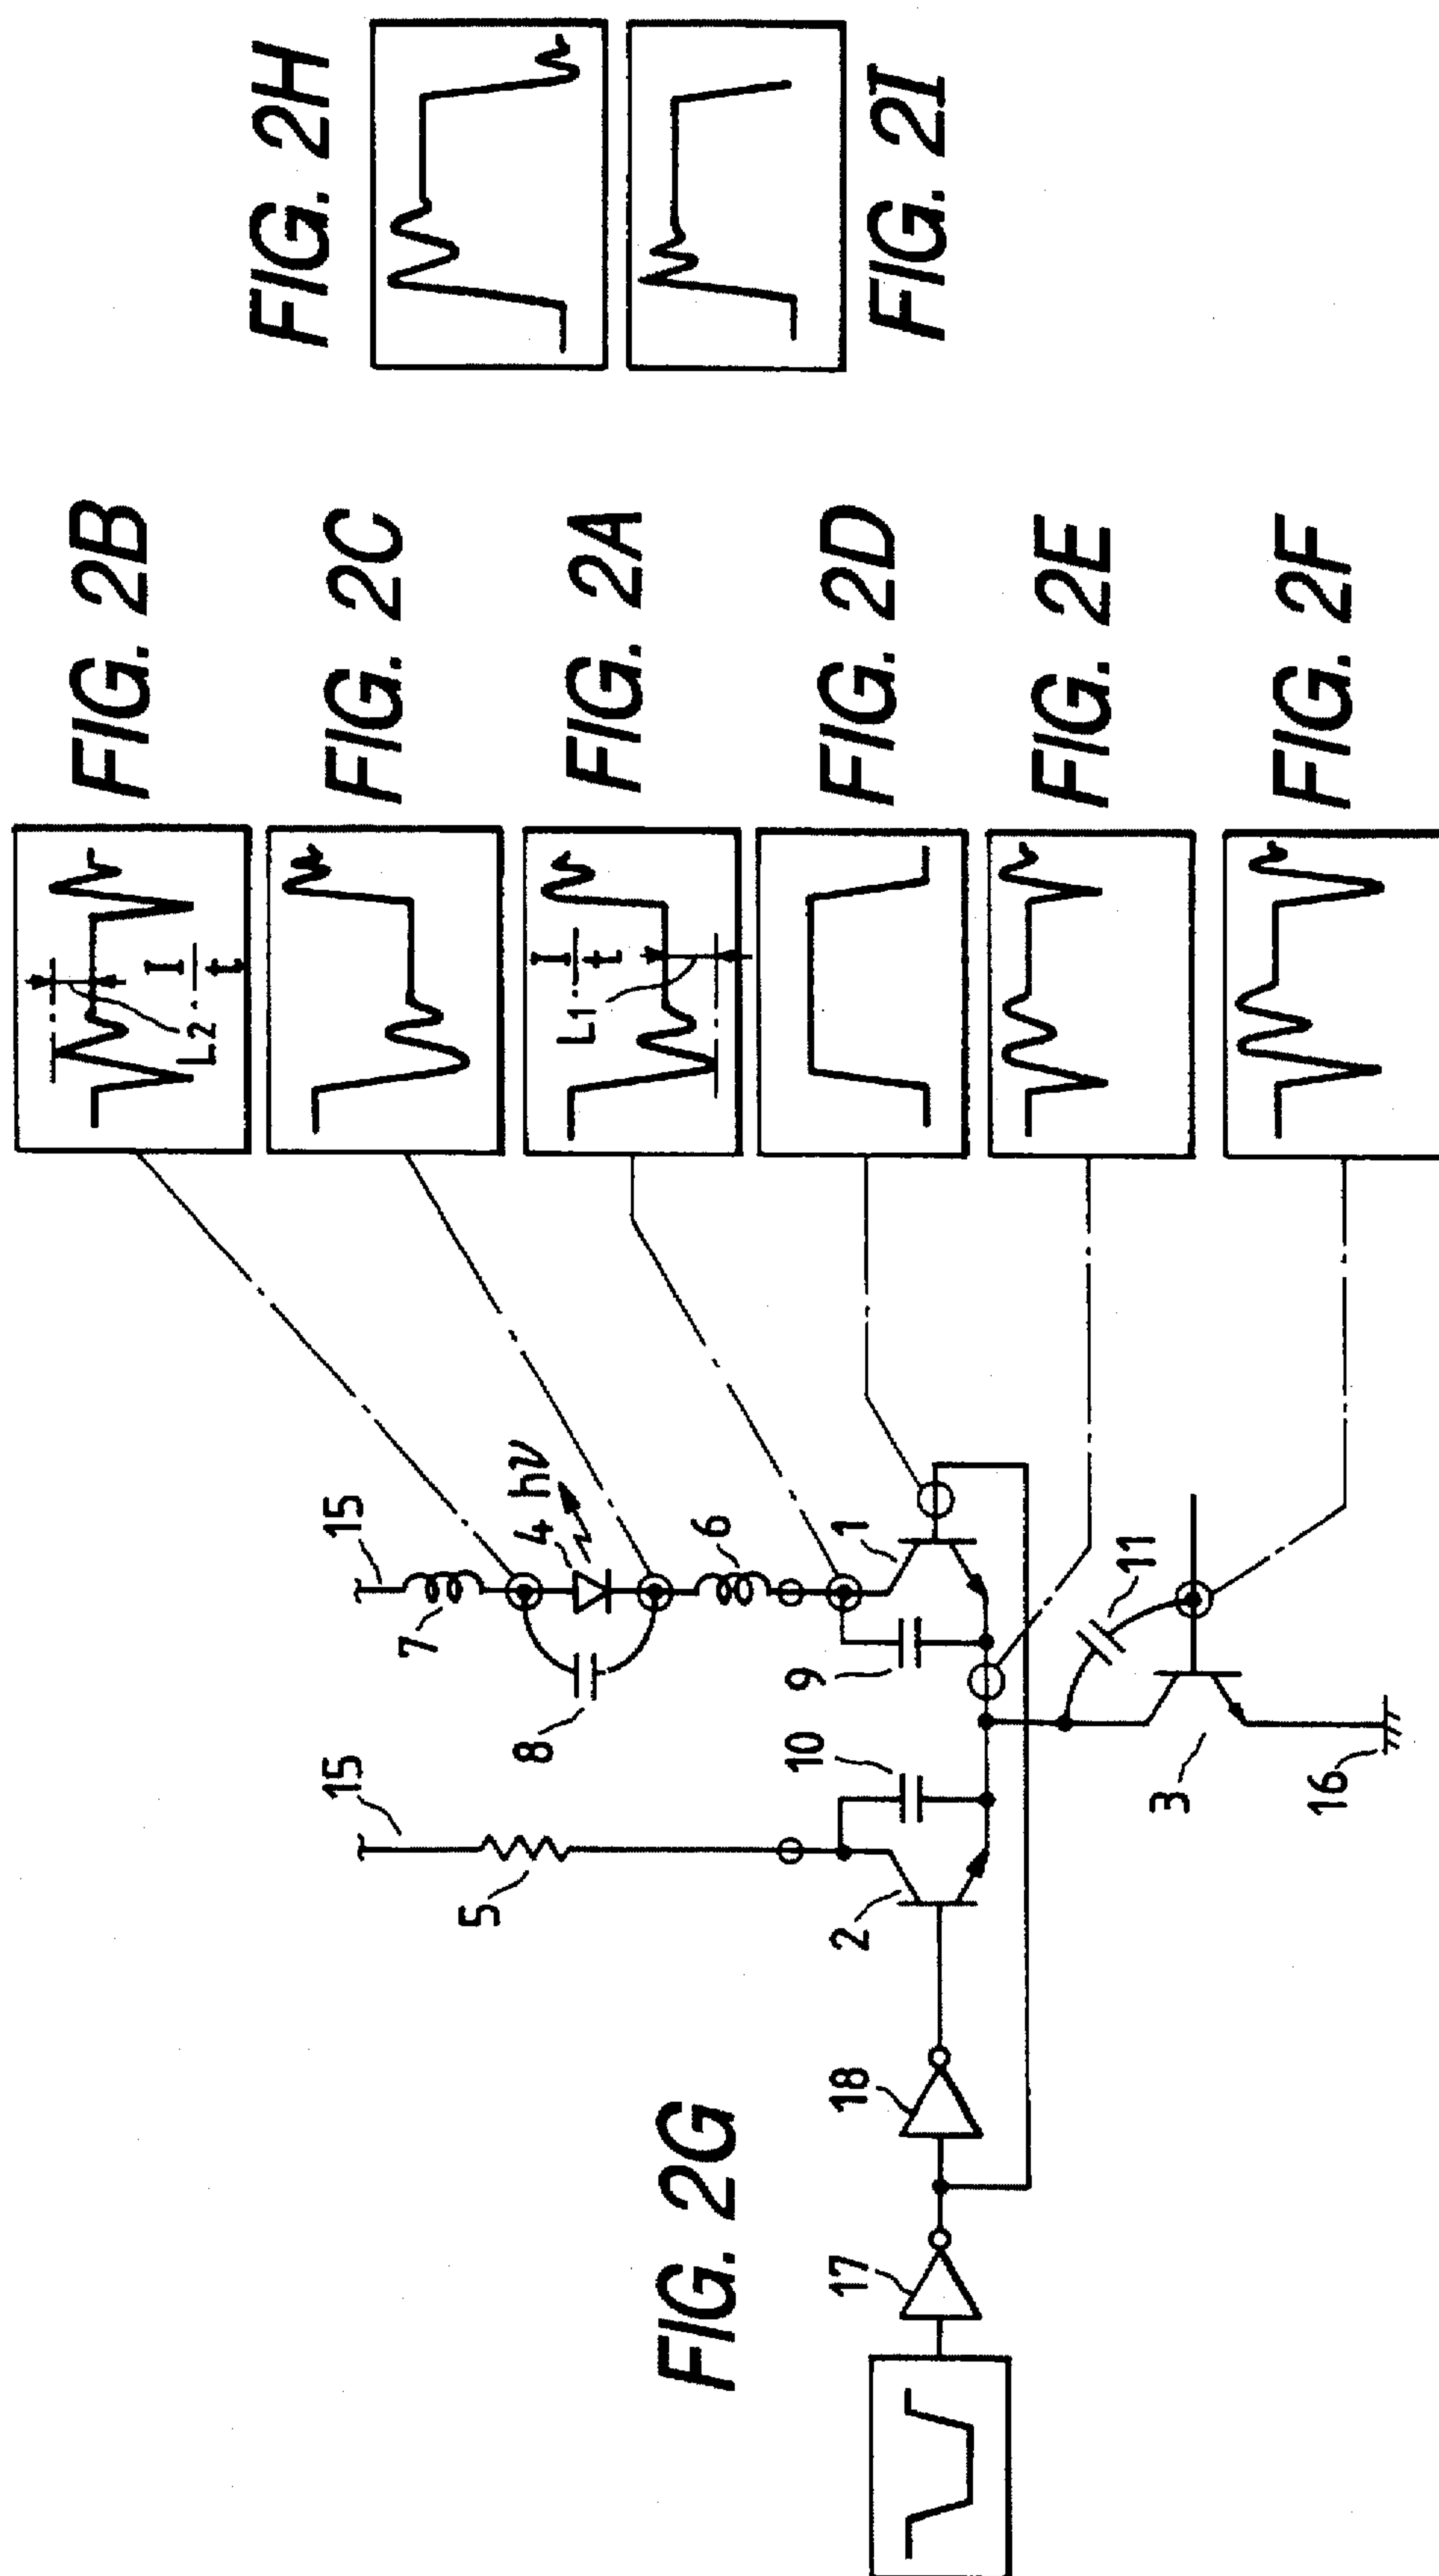 FIG. 2B
L2 · I/t
FIG. 2C
FIG. 2A
L1 · I/t
FIG. 2D
FIG. 2E
FIG. 2F
FIG. 2H
FIG. 2I
FIG. 2G
15
15
7
4
hν
8
5
6
10
9
1
2
11
3
16
17
18